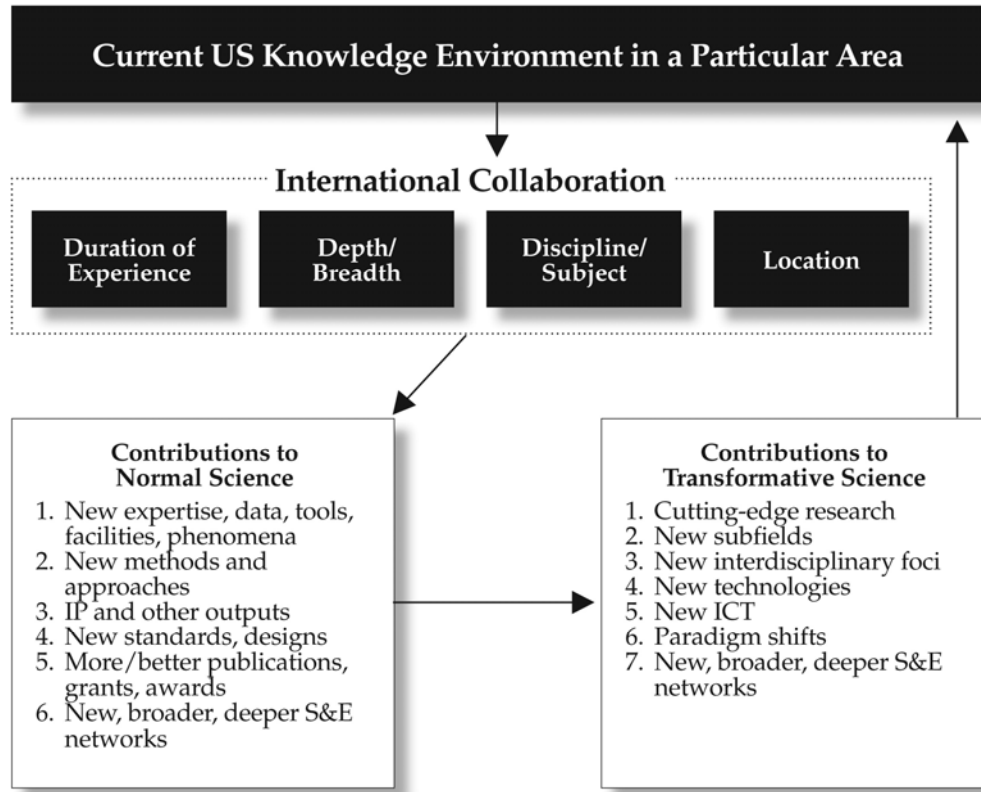 Current US Knowledge Environment in a Particular Area
International Collaboration
Duration of
Experience
Depth/
Breadth
Discipline/
Subject
Location
Contributions to
Normal Science
1. New expertise, data, tools,
facilities, phenomena
2. New methods and
approaches
3. IP and other outputs
4. New standards, designs
5. More/better publications,
grants, awards
6. New, broader, deeper S&E
networks
Contributions to
Transformative Science
1. Cutting-edge research
2. New subfields
3. New interdisciplinary foci
4. New technologies
5. New ICT
6. Paradigm shifts
7. New, broader, deeper S&E
networks